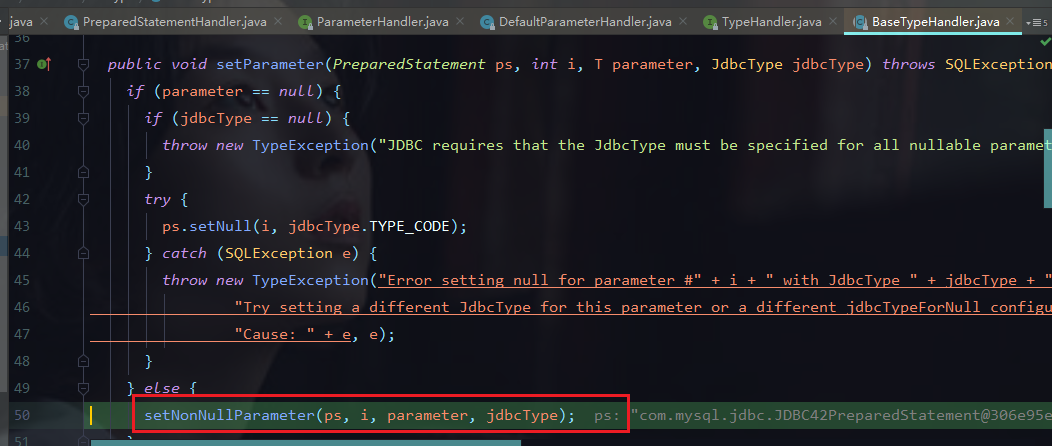 .java PreparedStatementHandler.java ParameterHandler.java DefaultParameterHandler.java TypeHandler.java BaseTypeHandler.java 5
36
37 public void setParameter(PreparedStatement ps, int i, T parameter, JdbcType jdbcType) throws SQLException
38 if (parameter == null) {
39 if (jdbcType == null) {
40 throw new TypeException("JDBC requires that the JdbcType must be specified for all nullable paramet
41 }
42 try {
43 ps.setNull(i, jdbcType.TYPE_CODE);
44 } catch (SQLException e) {
45 throw new TypeException("Error setting null for parameter #" + i + " with JdbcType " + jdbcType + "
46 "Try setting a different JdbcType for this parameter or a different jdbcTypeForNull configu
47 "Cause: " + e, e);
48 }
49 } else {
50 setNonNullParameter(ps, i, parameter, jdbcType); ps: "com.mysql.jdbc.JDBC42PreparedStatement@306e95e
51 }